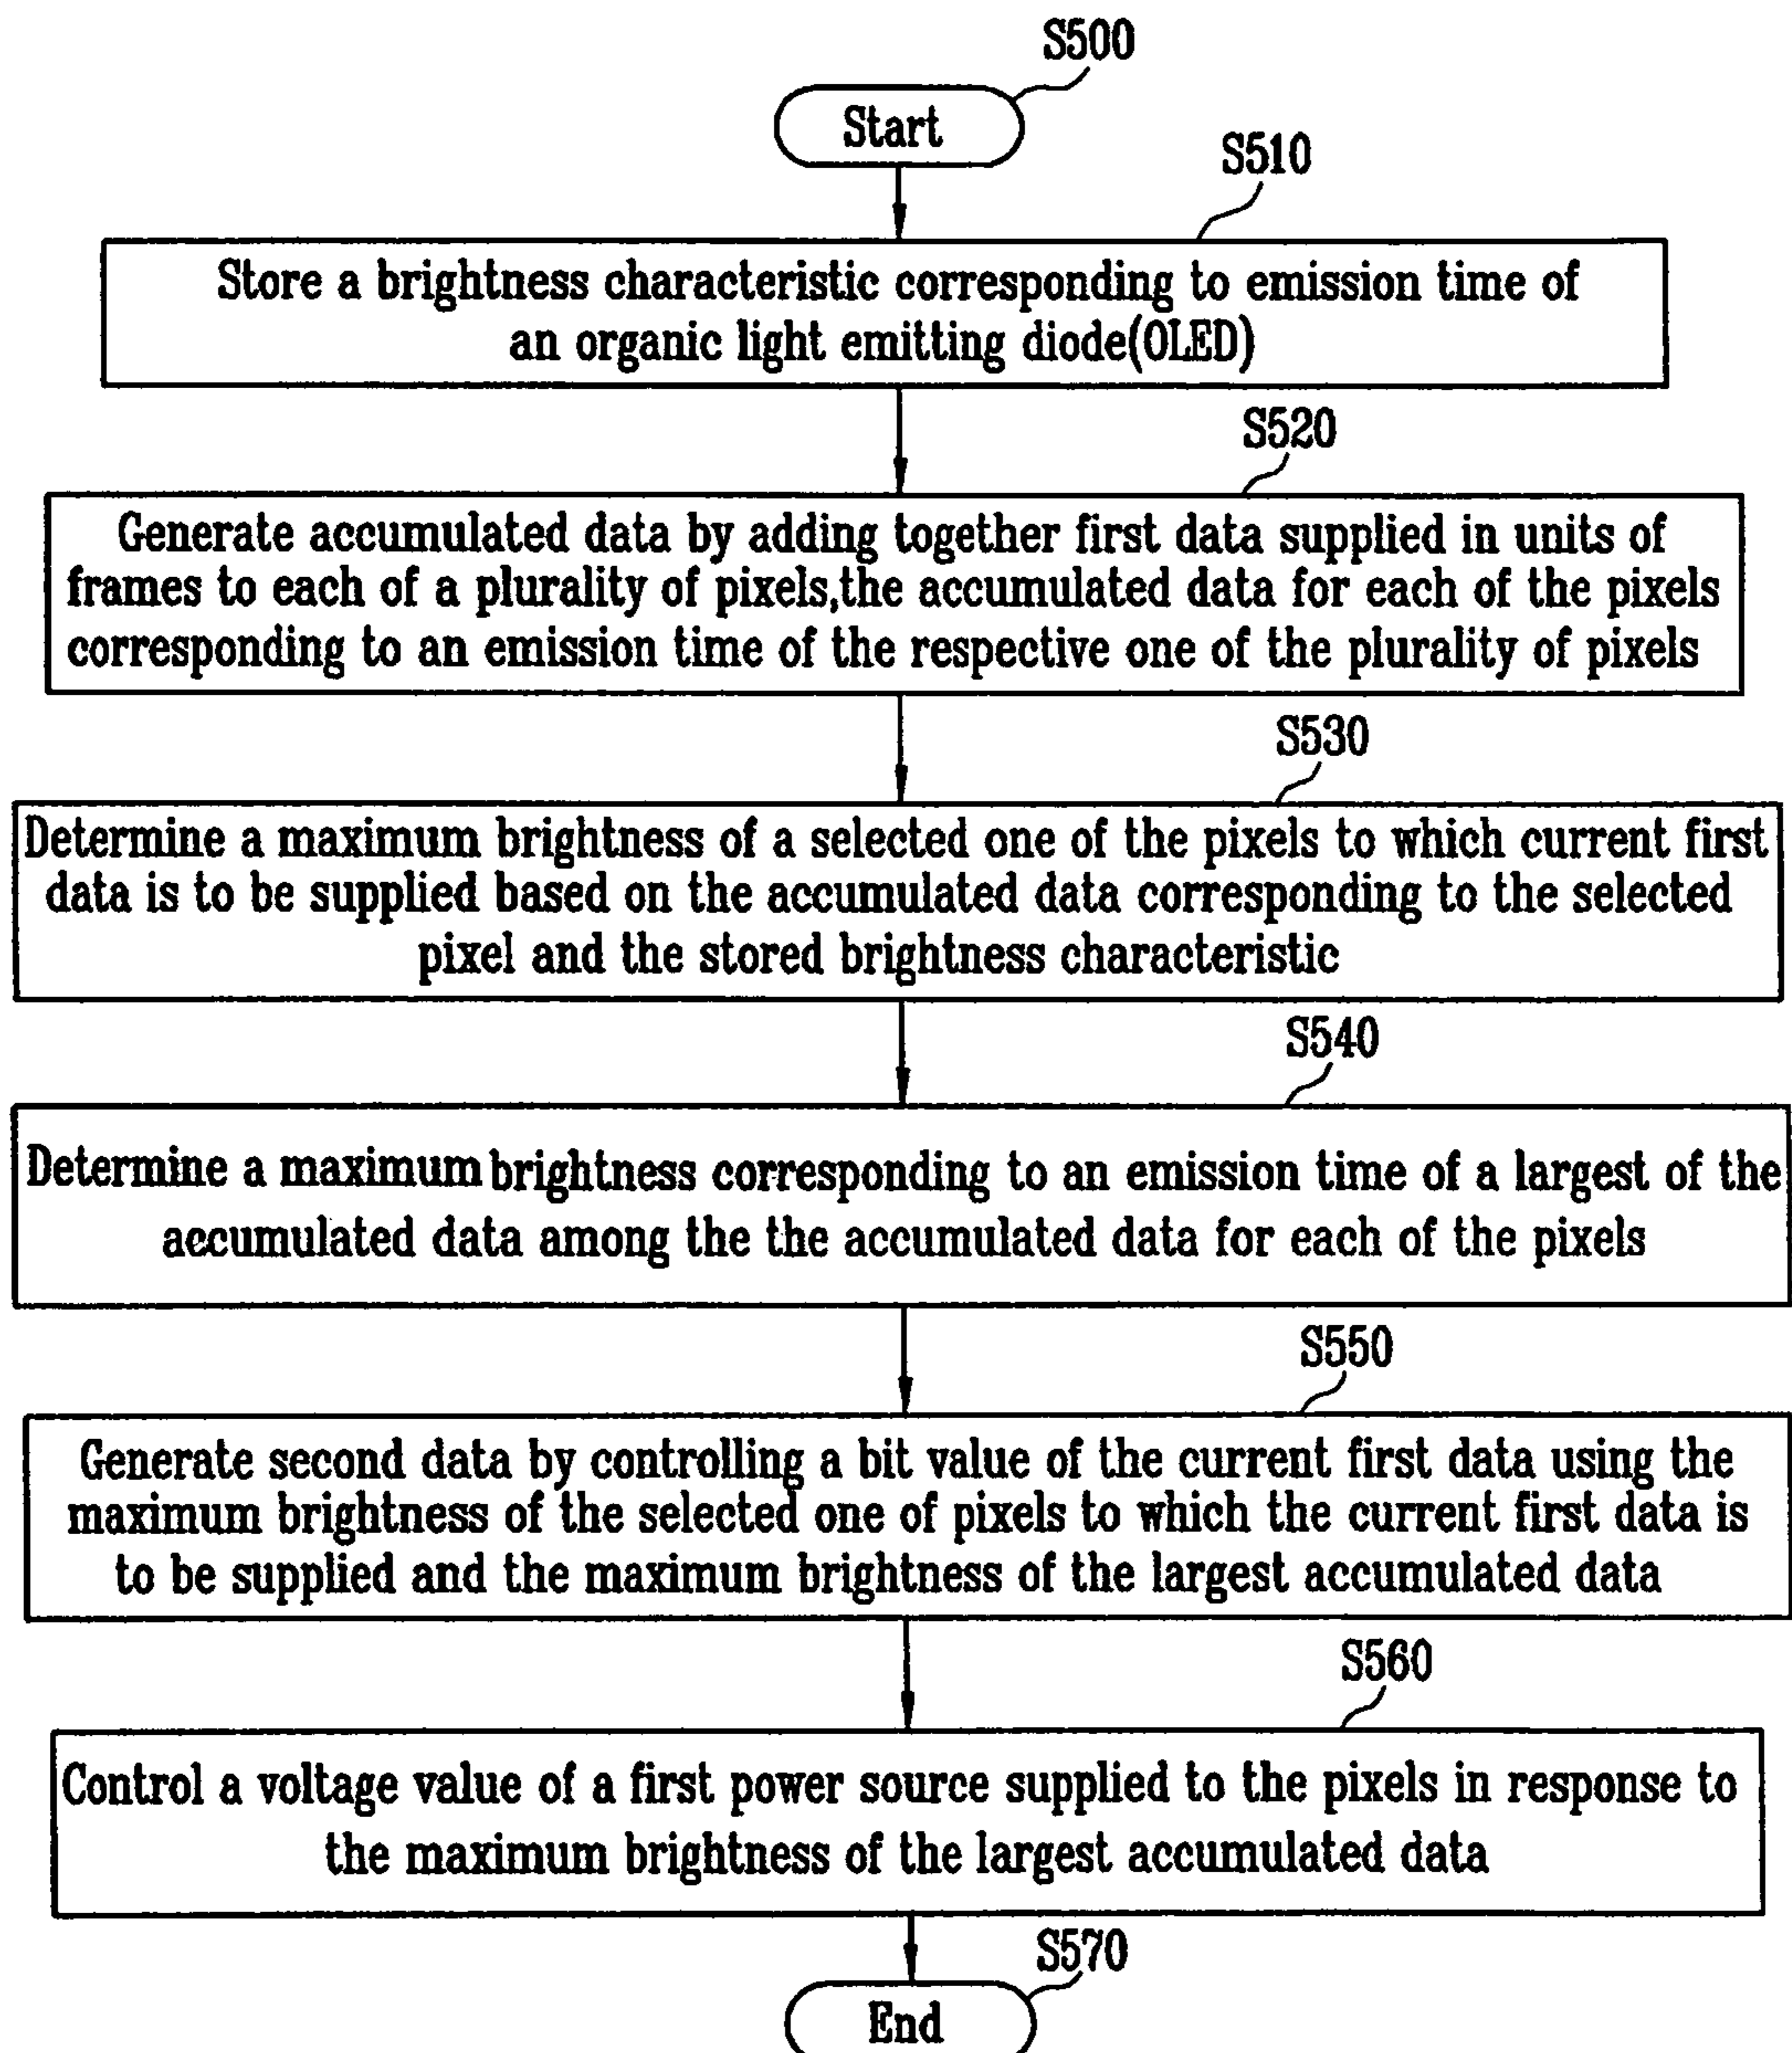 S500
Start
S510
Store a brightness characteristic corresponding to emission time of
an organic light emitting diode(OLED)
S520
Generate accumulated data by adding together first data supplied in units of
frames to each of a plurality of pixels,the accumulated data for each of the pixels
corresponding to an emission time of the respective one of the plurality of pixels
S530
Determine a maximum brightness of a selected one of the pixels to which current first
data is to be supplied based on the accumulated data corresponding to the selected
pixel and the stored brightness characteristic
S540
Determine a maximum brightness corresponding to an emission time of a largest of the
accumulated data among the the accumulated data for each of the pixels
S550
Generate second data by controlling a bit value of the current first data using the
maximum brightness of the selected one of pixels to which the current first data is
to be supplied and the maximum brightness of the largest accumulated data
S560
Control a voltage value of a first power source supplied to the pixels in response to
the maximum brightness of the largest accumulated data
S570
End